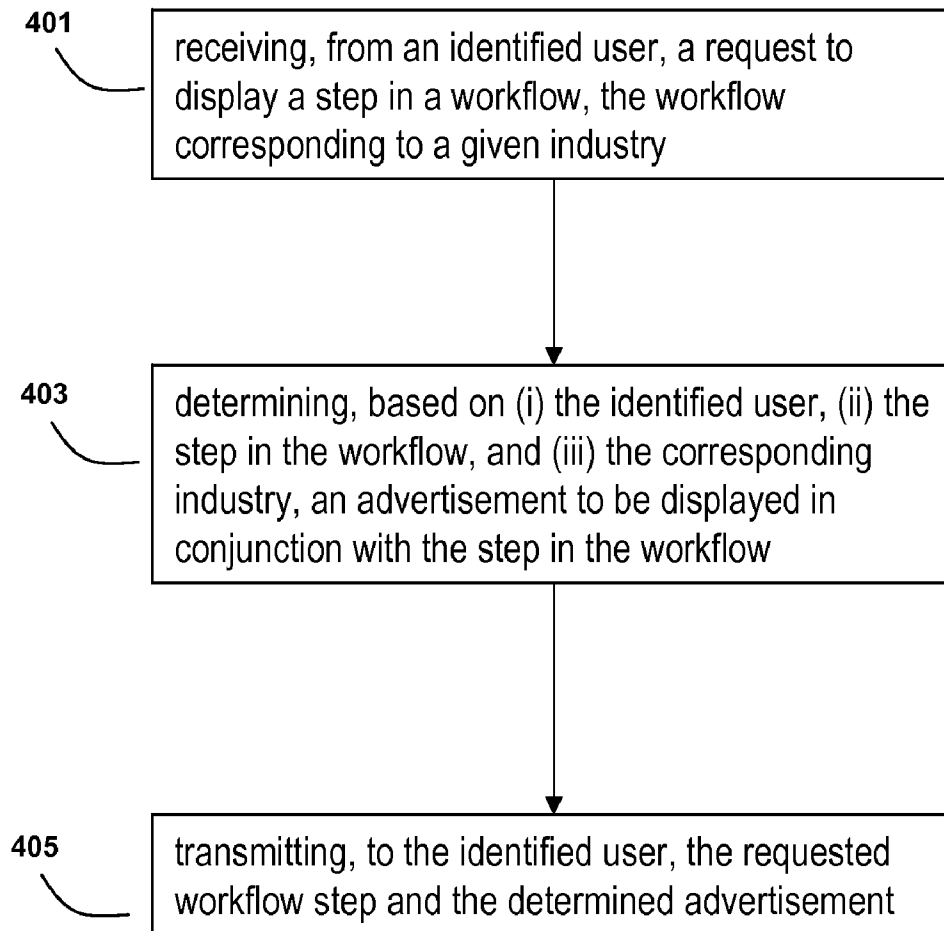 401
receiving, from an identified user, a request to
display a step in a workflow, the workflow
corresponding to a given industry
403
determining, based on (i) the identified user, (ii) the
step in the workflow, and (iii) the corresponding
industry, an advertisement to be displayed in
conjunction with the step in the workflow
405
transmitting, to the identified user, the requested
workflow step and the determined advertisement